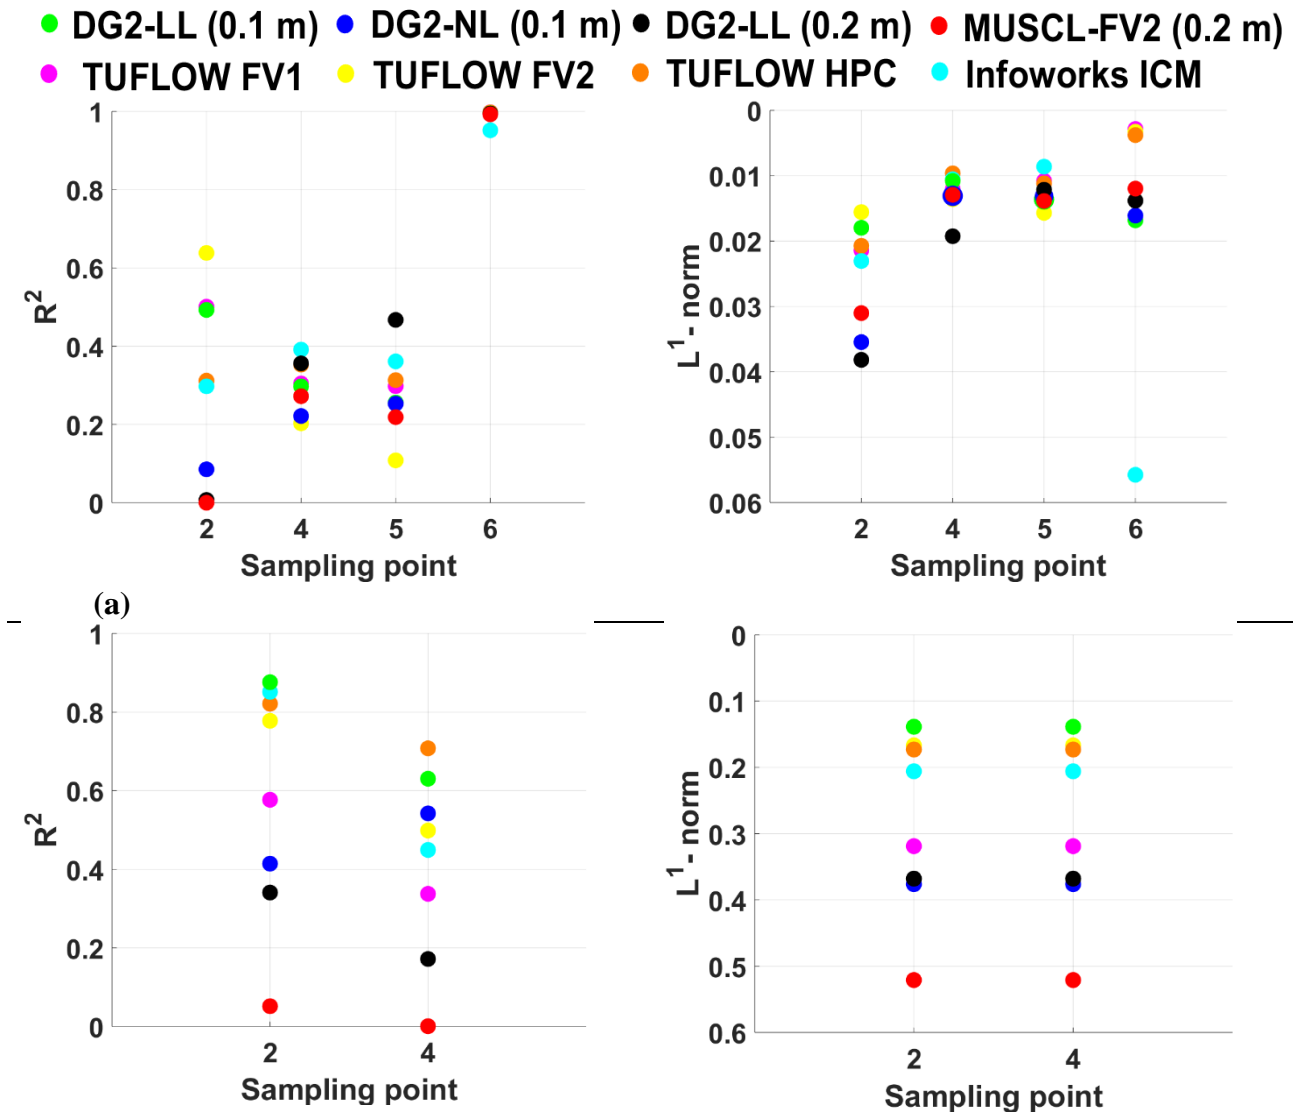 DG2-LL (0.1 m) DG2-NL (0.1 m) DG2-LL (0.2 m) MUSCL-FV2 (0.2 m)
TUFLOW FV1 TUFLOW FV2 TUFLOW HPC Infoworks ICM
1
0.8
0.6
0.4
0.2
0
R²
2 4 5 6
Sampling point
0
0.01
0.02
0.03
0.04
0.05
0.06
L¹- norm
2 4 5 6
Sampling point
(a)
1
0.8
0.6
0.4
0.2
0
R²
2 4
Sampling point
0
0.1
0.2
0.3
0.4
0.5
0.6
L¹- norm
2 4
Sampling point